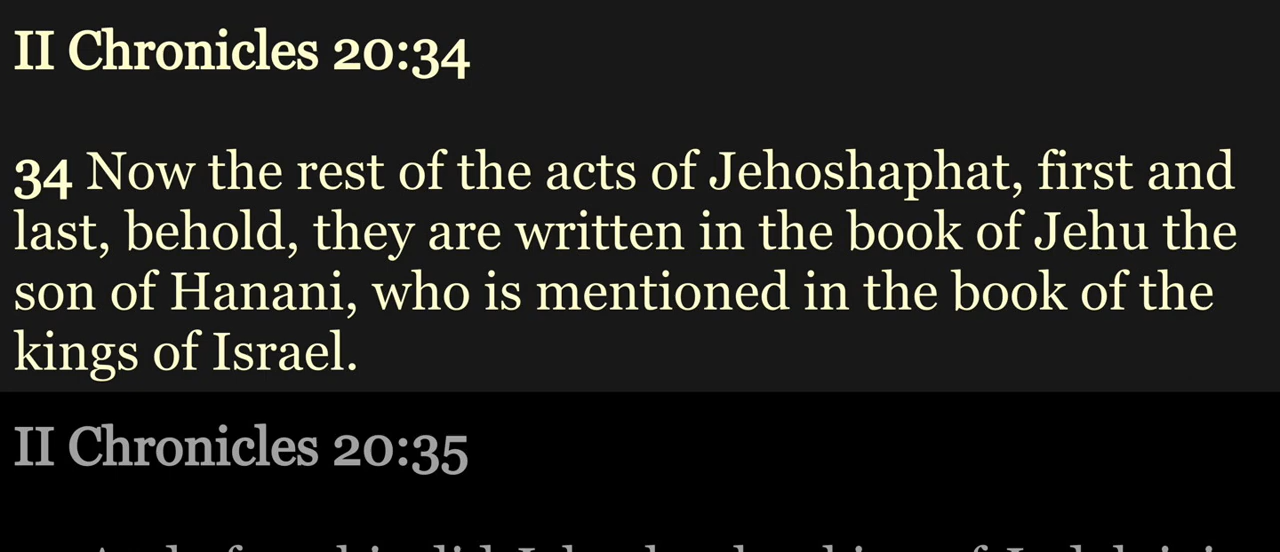 II Chronicles 20:34
34 Now the rest of the acts of Jehoshaphat, first and
last, behold, they are written in the book of Jehu the
son of Hanani, who is mentioned in the book of the
kings of Israel.
II Chronicles 20:35